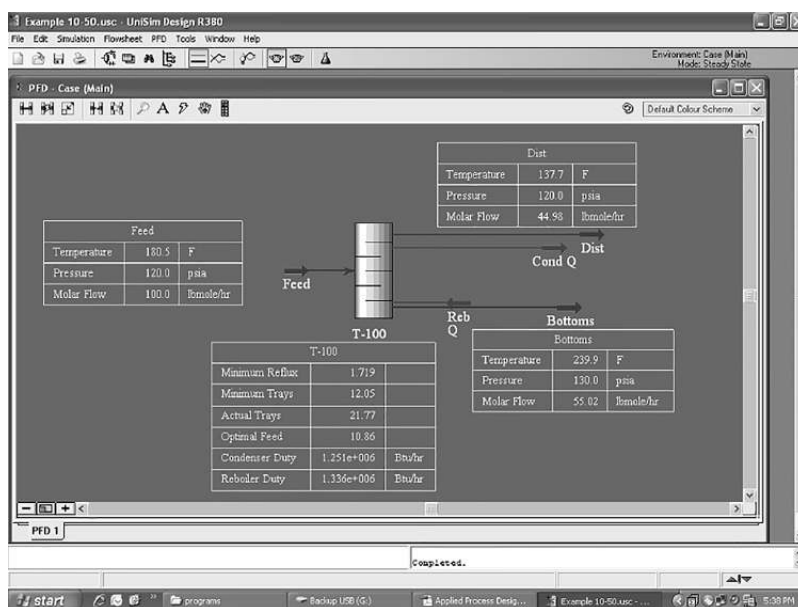 Example 10-50.usc - UniSim Design R380
File Edit Simulation Flowsheet PFD Tools Window Help
Environment: Case (Main)
Mode: Steady State
PFD - Case (Main)
A
Default Colour Scheme
Dist
Temperature 137.7 F
Pressure 120.0 psia
Molar Flow 44.98 lbmole/hr
Feed
Temperature 180.5 F
Pressure 120.0 psia
Molar Flow 100.0 lbmole/hr
Dist
Cond Q
Feed
Reb Q
Bottoms
T-100
Bottoms
Temperature 239.9 F
Pressure 130.0 psia
Molar Flow 55.02 lbmole/hr
T-100
Minimum Reflux 1.719
Minimum Trays 12.05
Actual Trays 21.77
Optimal Feed 10.86
Condenser Duty 1.251e+006 Btu/hr
Reboiler Duty 1.336e+006 Btu/hr
PFD 1
Completed.
start programs Backup USB (G:) Applied Process Desig... Example 10-50.usc - ... 5:38 PM